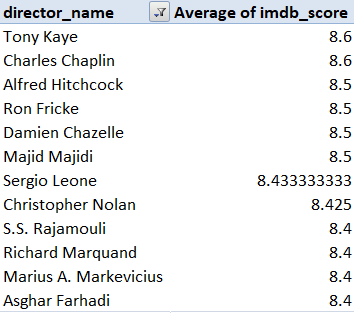 director_name Average of imdb_score
Tony Kaye 8.6
Charles Chaplin 8.6
Alfred Hitchcock 8.5
Ron Fricke 8.5
Damien Chazelle 8.5
Majid Majidi 8.5
Sergio Leone 8.433333333
Christopher Nolan 8.425
S.S. Rajamouli 8.4
Richard Marquand 8.4
Marius A. Markevicius 8.4
Asghar Farhadi 8.4